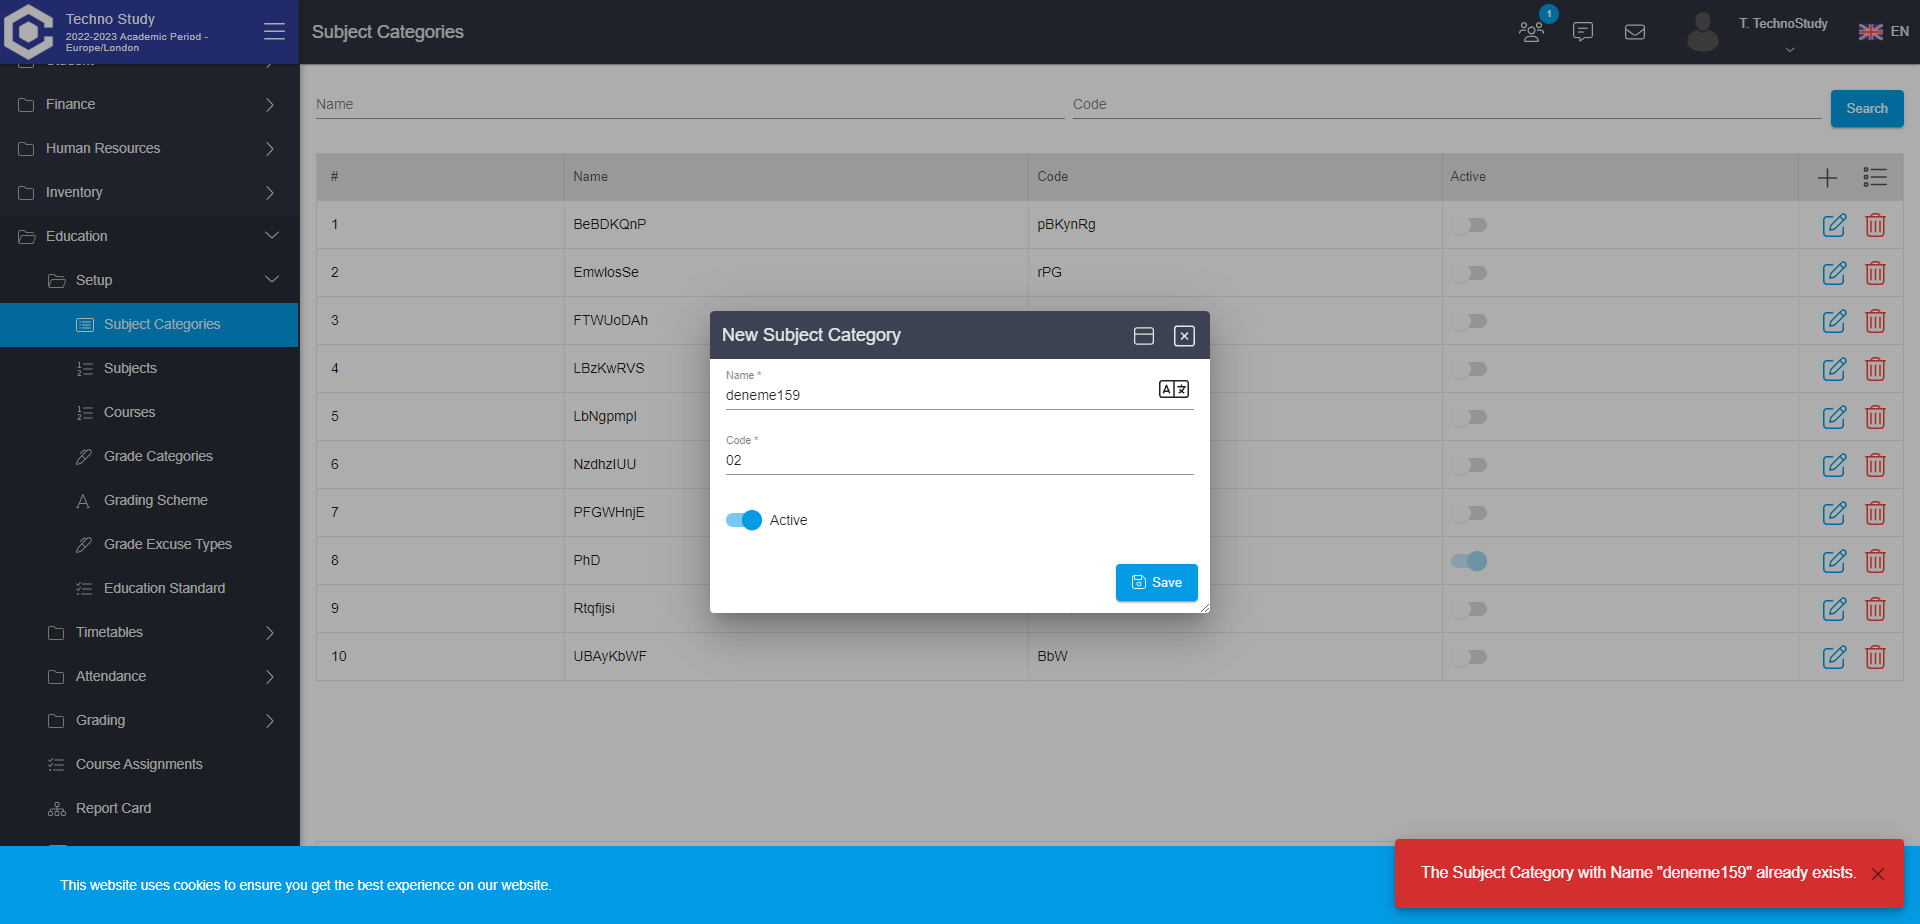 Techno Study
2022-2023 Academic Period -
Europe/London
Subject Categories
1
T. TechnoStudy
EN
Student
Finance
Human Resources
Inventory
Education
Setup
Subject Categories
Subjects
Courses
Grade Categories
Grading Scheme
Grade Excuse Types
Education Standard
Timetables
Attendance
Grading
Course Assignments
Report Card
Name
Code
Search
# Name Code Active
1 BeBDKQnP pBKynRg
2 EmwIosSe rPG
3 FTWUoDAh
4 LBzKwRVS
5 LbNgpmpI
6 NzdhzIUU
7 PFGWHnjE
8 PhD
9 Rtqfijsi
10 UBAyKbWF BbW
New Subject Category
Name *
deneme159
Code *
02
Active
Save
This website uses cookies to ensure you get the best experience on our website.
The Subject Category with Name "deneme159" already exists.